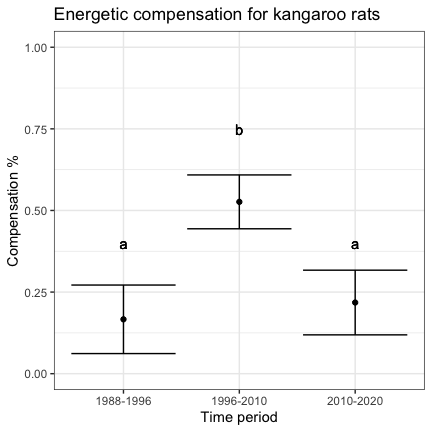 Energetic compensation for kangaroo rats
Compensation %
1.00
0.75
0.50
0.25
0.00
a
b
a
1988-1996
1996-2010
2010-2020
Time period